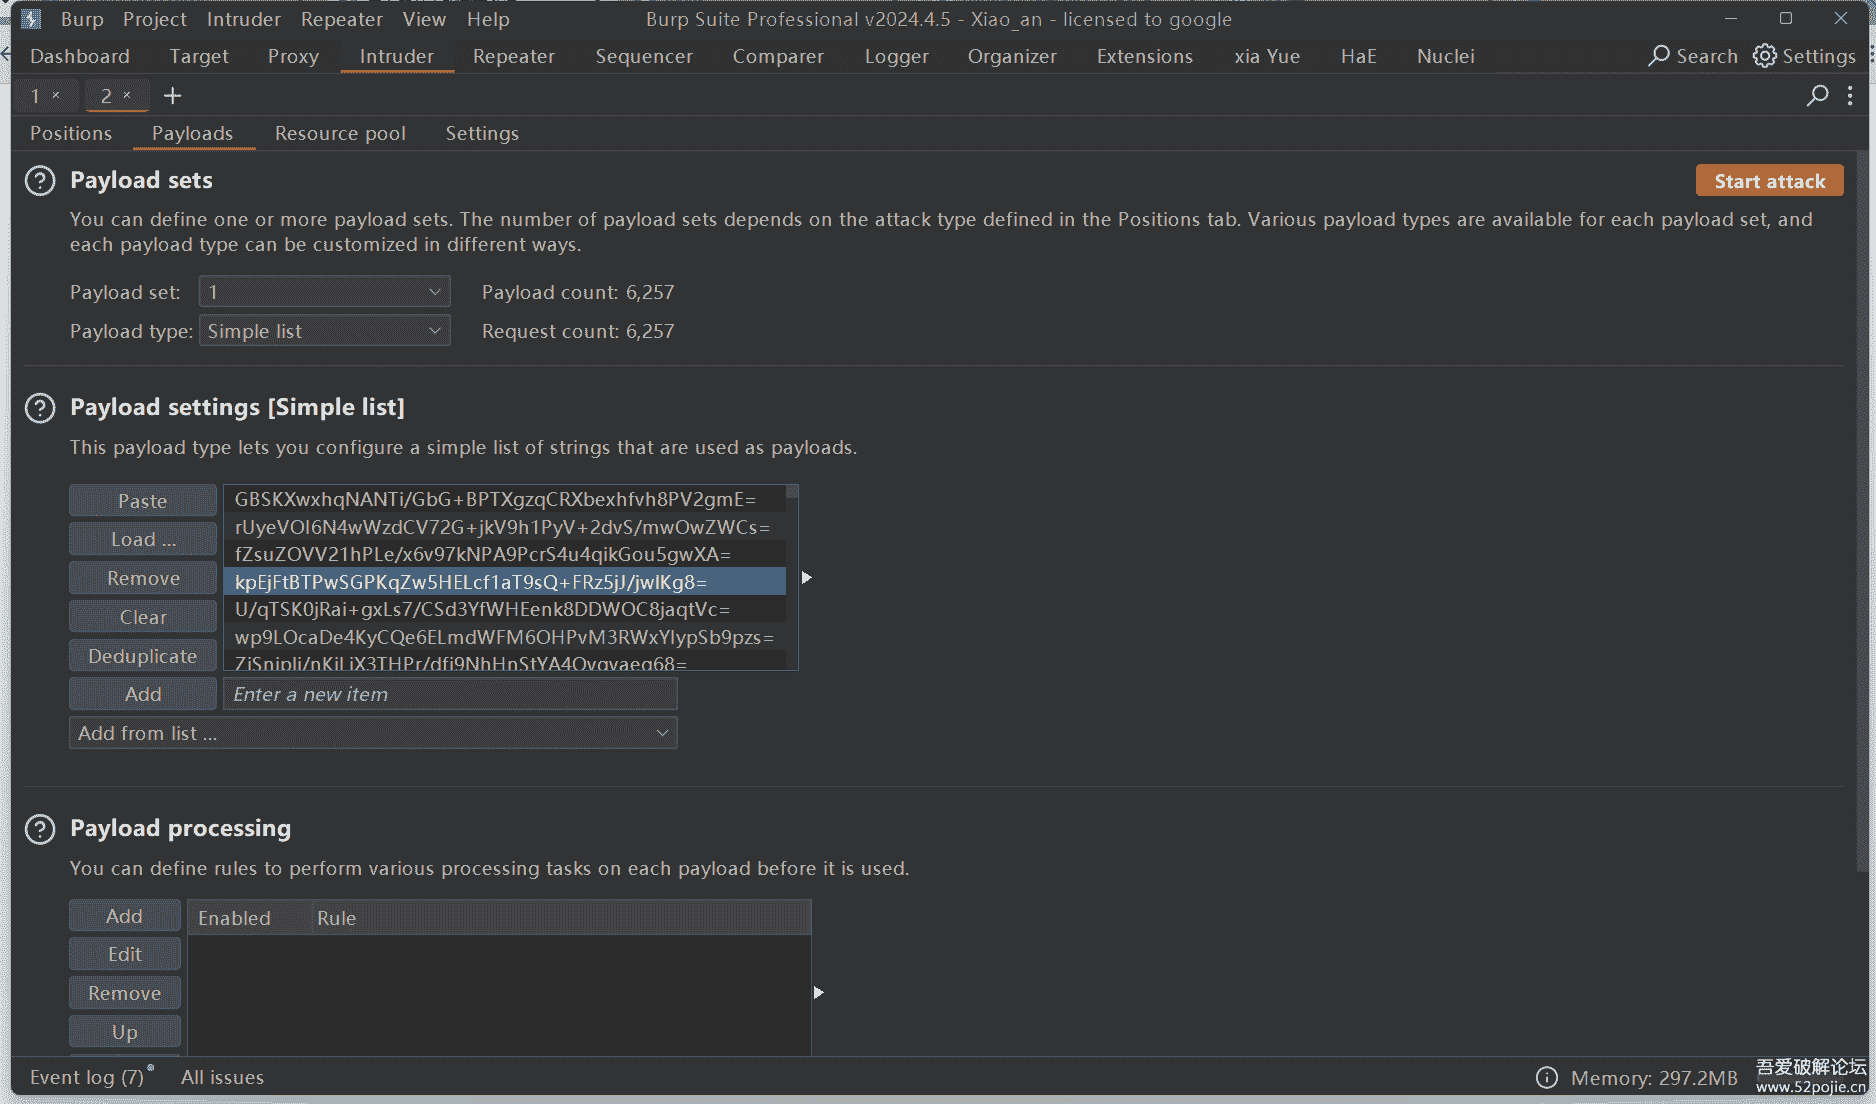 Burp Project Intruder Repeater View Help Burp Suite Professional v2024.4.5 - Xiao_an - licensed to google
Dashboard Target Proxy Intruder Repeater Sequencer Comparer Logger Organizer Extensions xia Yue HaE Nuclei Search Settings
1 × 2 × +
Positions Payloads Resource pool Settings
Payload sets Start attack
You can define one or more payload sets. The number of payload sets depends on the attack type defined in the Positions tab. Various payload types are available for each payload set, and
each payload type can be customized in different ways.
Payload set: 1 Payload count: 6,257
Payload type: Simple list Request count: 6,257
Payload settings [Simple list]
This payload type lets you configure a simple list of strings that are used as payloads.
Paste
Load ...
Remove
Clear
Deduplicate
GBSKXwxhqNANTi/GbG+BPTXgzqCRXbexhfvh8PV2gmE=
rUyeVOI6N4wWzdCV72G+jkV9h1PyV+2dvS/mwOwZWCs=
fZsuZOVV21hPLe/x6v97kNPA9PcrS4u4qikGou5gwXA=
kpEjFtBTPwSGPKqZw5HELcf1aT9sQ+FRz5jJ/jwlKg8=
U/qTSK0jRai+gxLs7/CSd3YfWHEenk8DDWOC8jaqtVc=
wp9LOcaDe4KyCQe6ELmdWFM6OHPvM3RWxYlypSb9pzs=
Add Enter a new item
Add from list ...
Payload processing
You can define rules to perform various processing tasks on each payload before it is used.
Add
Edit
Remove
Up
Enabled Rule
Event log (7) All issues Memory: 297.2MB
吾爱破解论坛
www.52pojie.cn